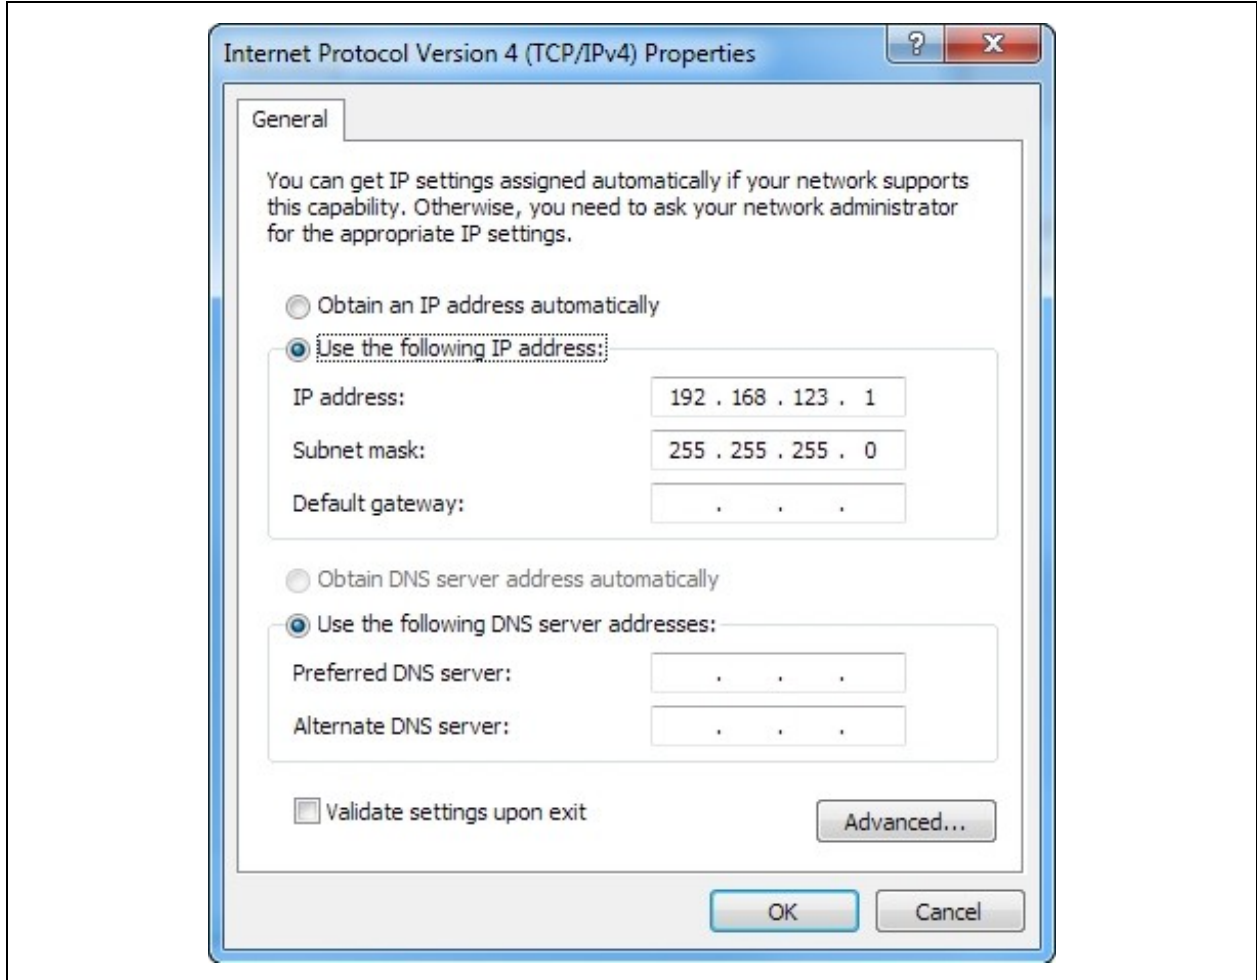 Internet Protocol Version 4 (TCP/IPv4) Properties
?
X
General
You can get IP settings assigned automatically if your network supports
this capability. Otherwise, you need to ask your network administrator
for the appropriate IP settings.
Obtain an IP address automatically
Use the following IP address:
IP address: 192 . 168 . 123 . 1
Subnet mask: 255 . 255 . 255 . 0
Default gateway: . . .
Obtain DNS server address automatically
Use the following DNS server addresses:
Preferred DNS server: . . .
Alternate DNS server: . . .
Validate settings upon exit
Advanced...
OK Cancel